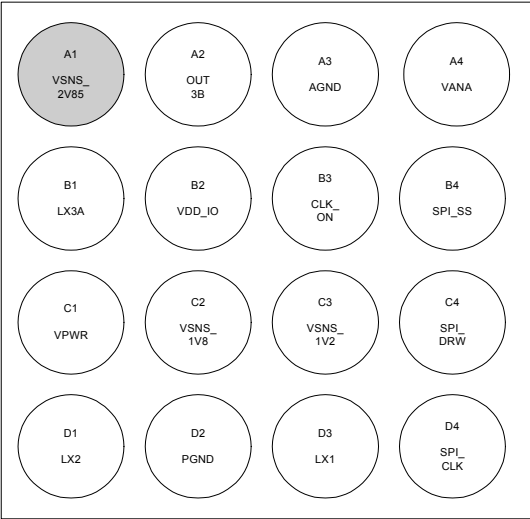 A1
VSNS_
2V85
A2
OUT
3B
A3
AGND
A4
VANA
B1
LX3A
B2
VDD_IO
B3
CLK_
ON
B4
SPI_SS
C1
VPWR
C2
VSNS_
1V8
C3
VSNS_
1V2
C4
SPI_
DRW
D1
LX2
D2
PGND
D3
LX1
D4
SPI_
CLK